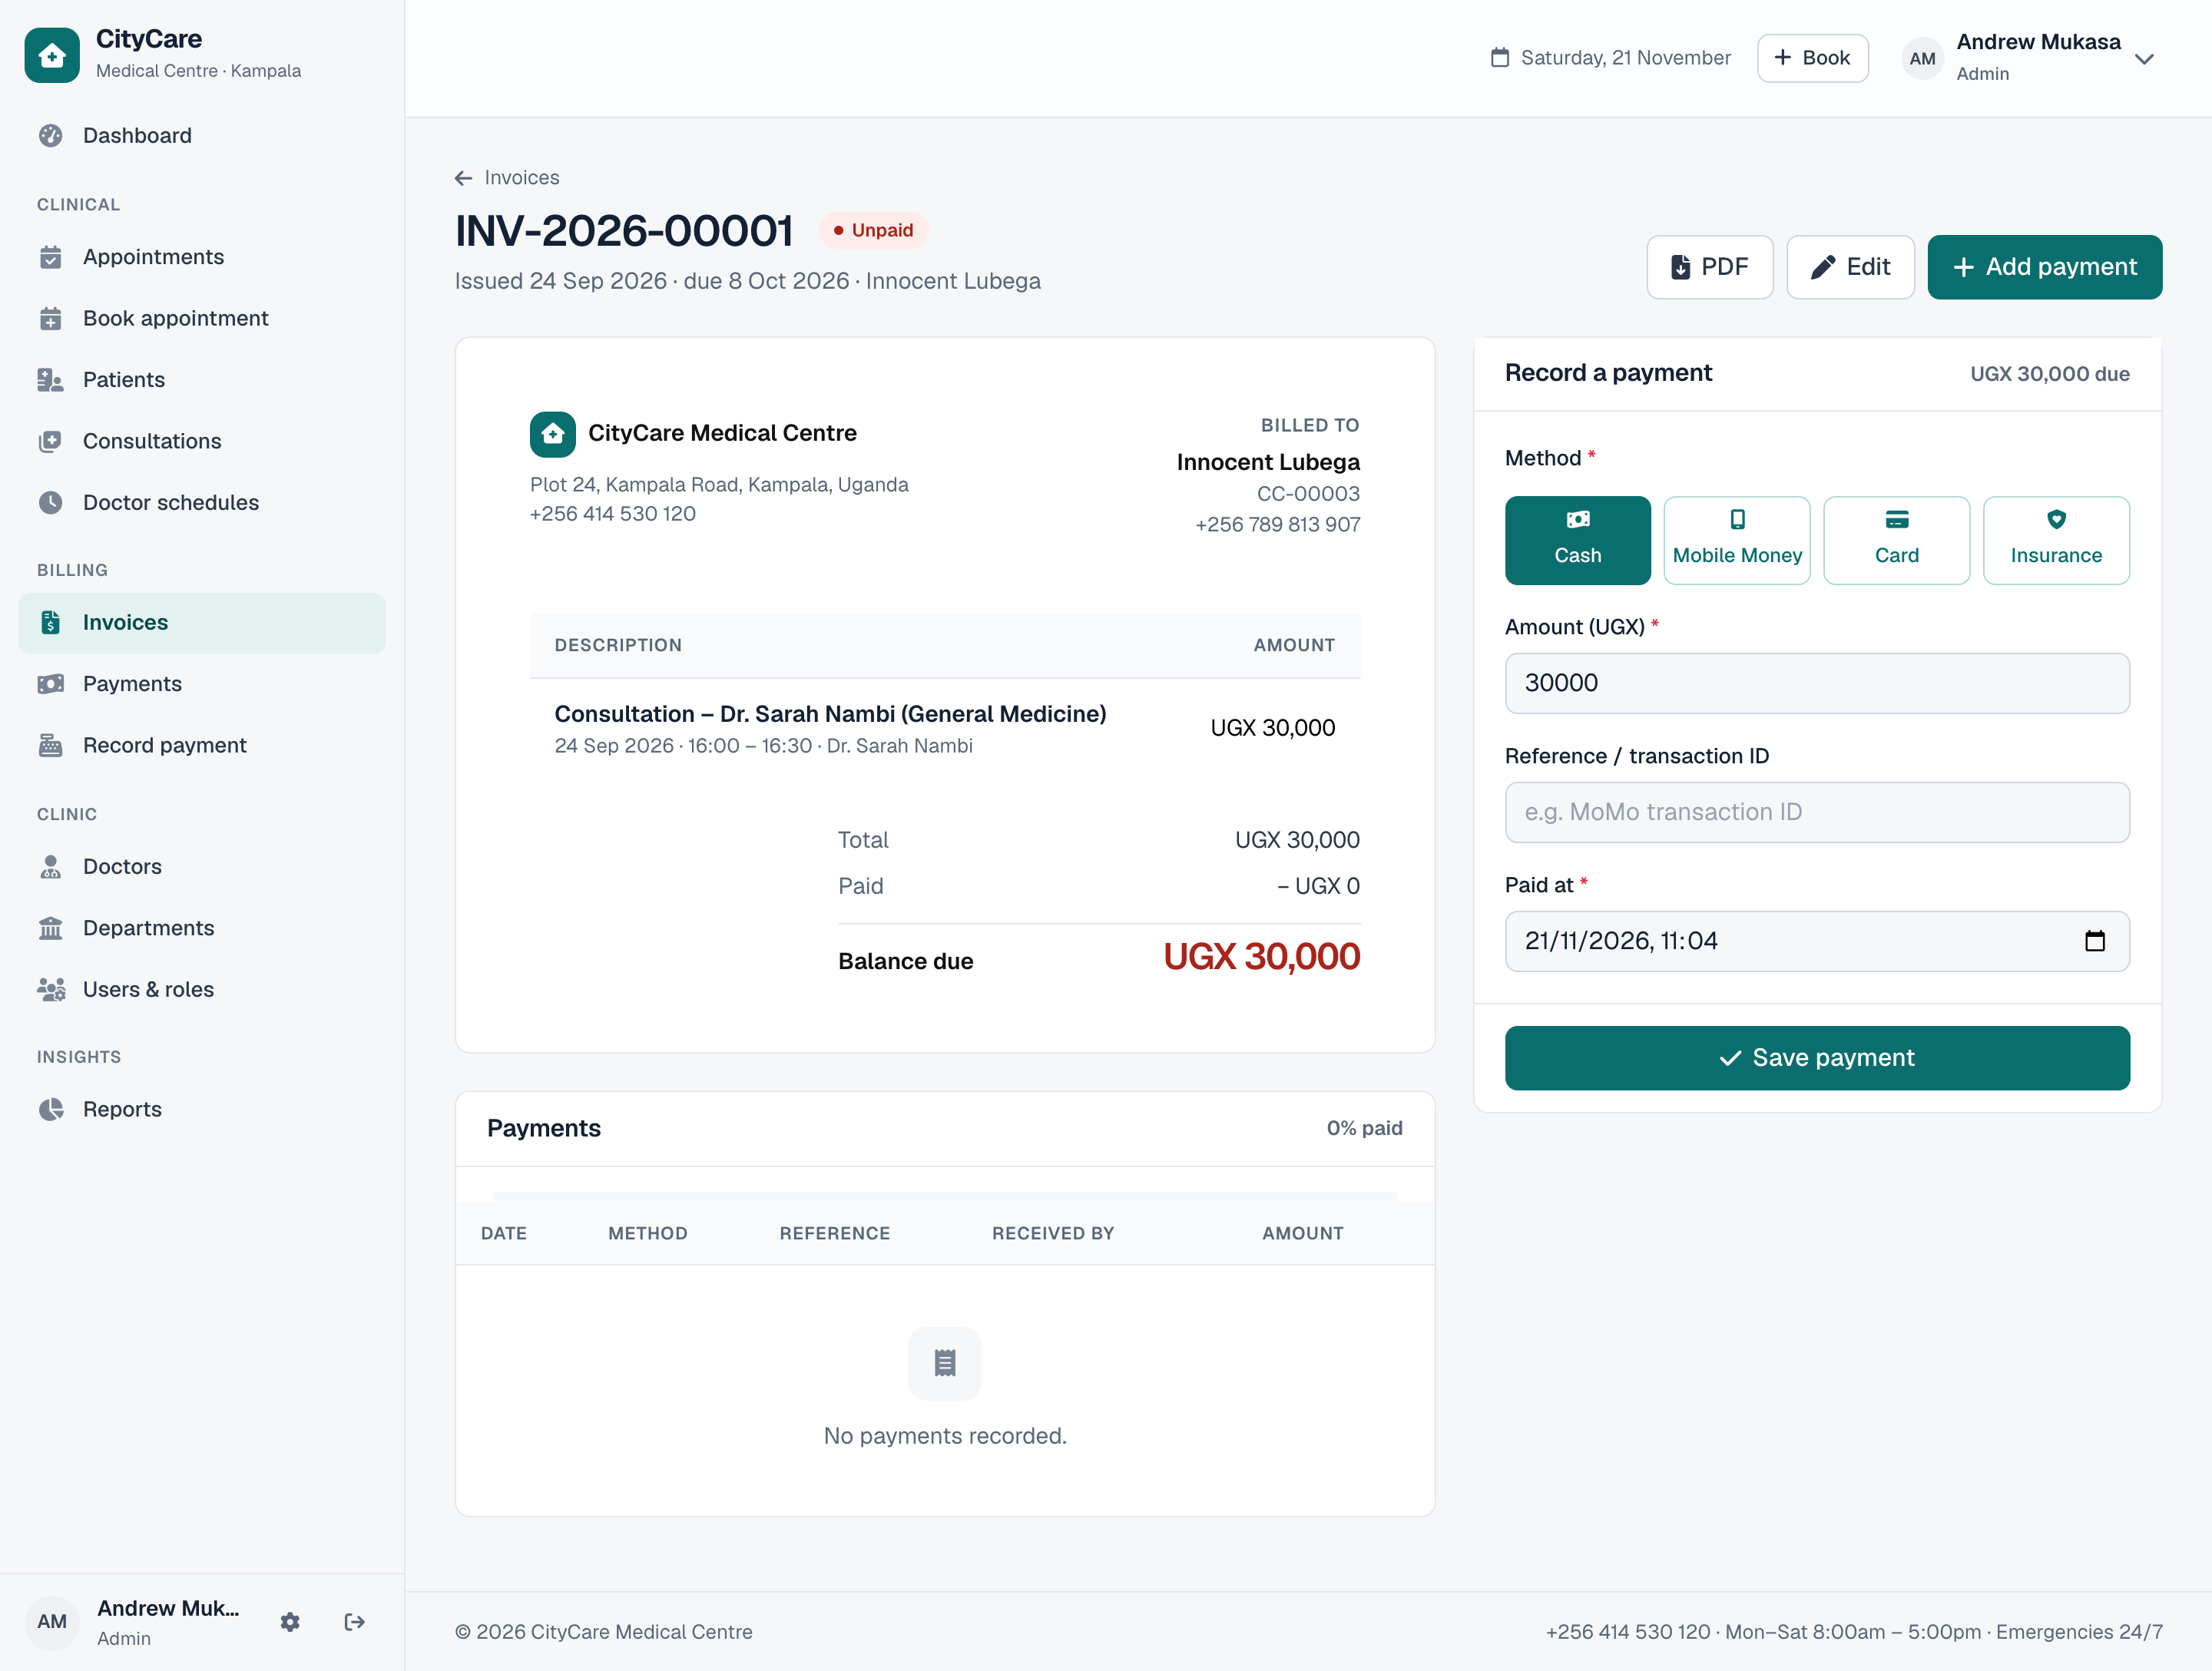 CityCare
Medical Centre · Kampala
Dashboard
CLINICAL
Appointments
Book appointment
Patients
Consultations
Doctor schedules
BILLING
Invoices
Payments
Record payment
CLINIC
Doctors
Departments
Users & roles
INSIGHTS
Reports
AM
Andrew Muk...
Admin
Saturday, 21 November
+ Book
AM
Andrew Mukasa
Admin
← Invoices
INV-2026-00001
Unpaid
Issued 24 Sep 2026 · due 8 Oct 2026 · Innocent Lubega
PDF
Edit
+ Add payment
CityCare Medical Centre
Plot 24, Kampala Road, Kampala, Uganda
+256 414 530 120
BILLED TO
Innocent Lubega
CC-00003
+256 789 813 907
DESCRIPTION AMOUNT
Consultation – Dr. Sarah Nambi (General Medicine)
24 Sep 2026 · 16:00 – 16:30 · Dr. Sarah Nambi
UGX 30,000
Total UGX 30,000
Paid – UGX 0
Balance due UGX 30,000
Payments 0% paid
DATE METHOD REFERENCE RECEIVED BY AMOUNT
No payments recorded.
Record a payment UGX 30,000 due
Method *
Cash Mobile Money Card Insurance
Amount (UGX) *
30000
Reference / transaction ID
e.g. MoMo transaction ID
Paid at *
21/11/2026, 11:04
Save payment
© 2026 CityCare Medical Centre
+256 414 530 120 · Mon–Sat 8:00am – 5:00pm · Emergencies 24/7